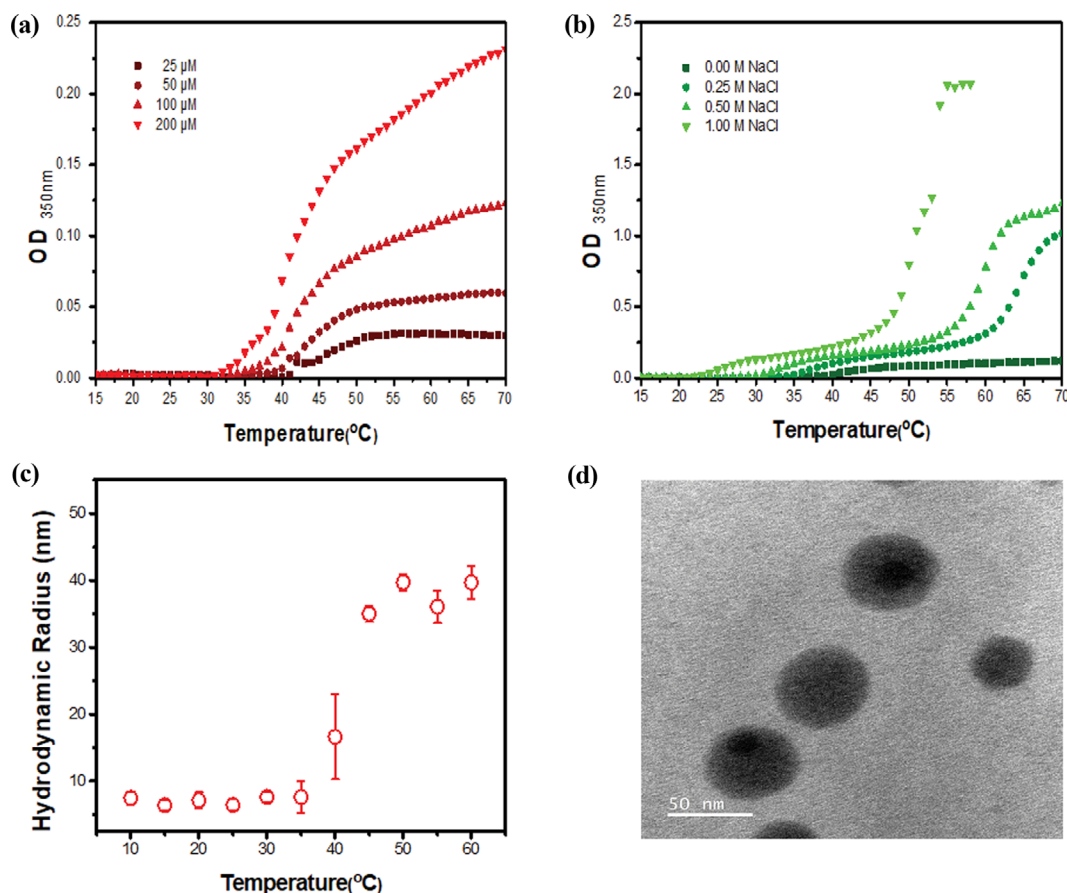 (a)
0.25
0.20
0.15
0.10
0.05
0.00
OD 350nm
25 µM
50 µM
100 µM
200 µM
15 20 25 30 35 40 45 50 55 60 65 70
Temperature(ºC)
(b)
2.5
2.0
1.5
1.0
0.5
0.0
OD 350nm
0.00 M NaCl
0.25 M NaCl
0.50 M NaCl
1.00 M NaCl
15 20 25 30 35 40 45 50 55 60 65 70
Temperature(ºC)
(c)
50
40
30
20
10
Hydrodynamic Radius (nm)
10 20 30 40 50 60
Temperature(ºC)
(d)
50 nm